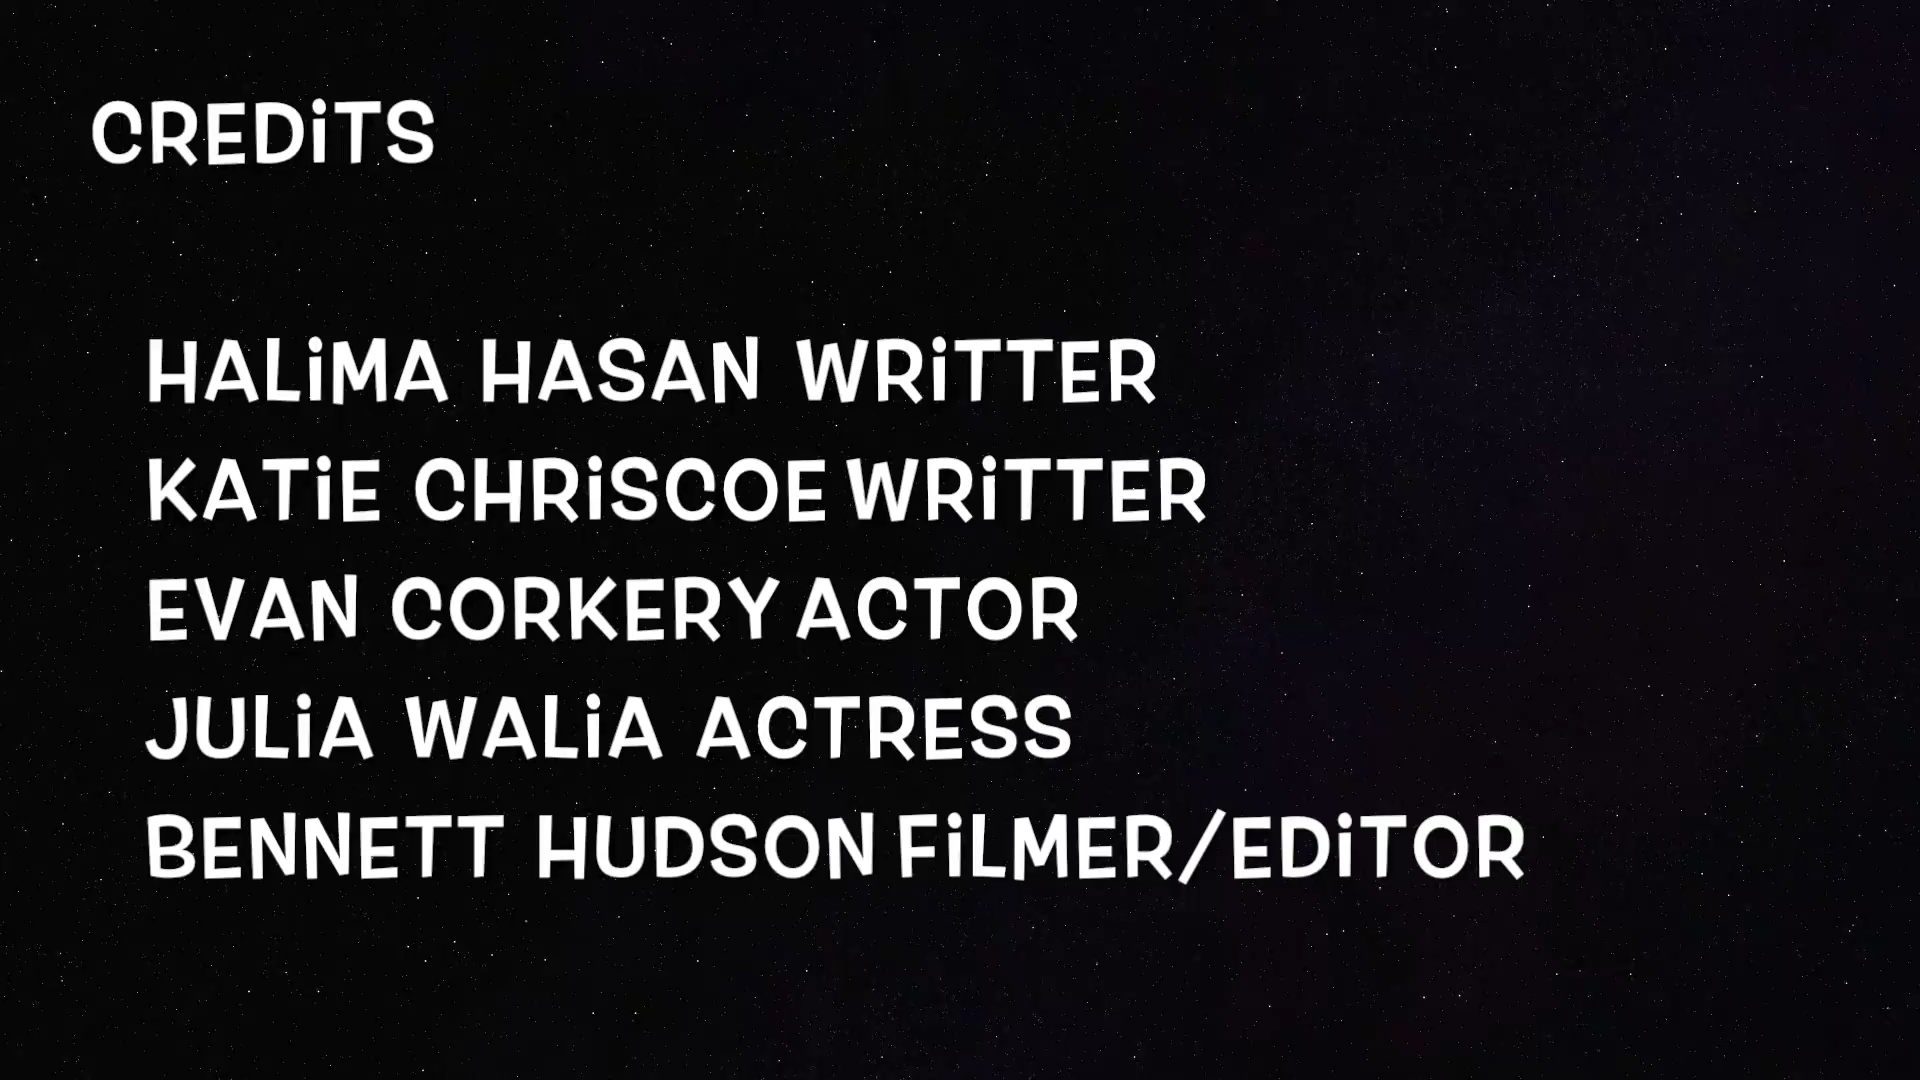 CREDiTS
HALiMA HASAN WRiTTER
KATiE CHRiSCOE WRiTTER
EVAN CORKERY ACTOR
JULiA WALiA ACTRESS
BENNETT HUDSON FiLMER/EDiTOR